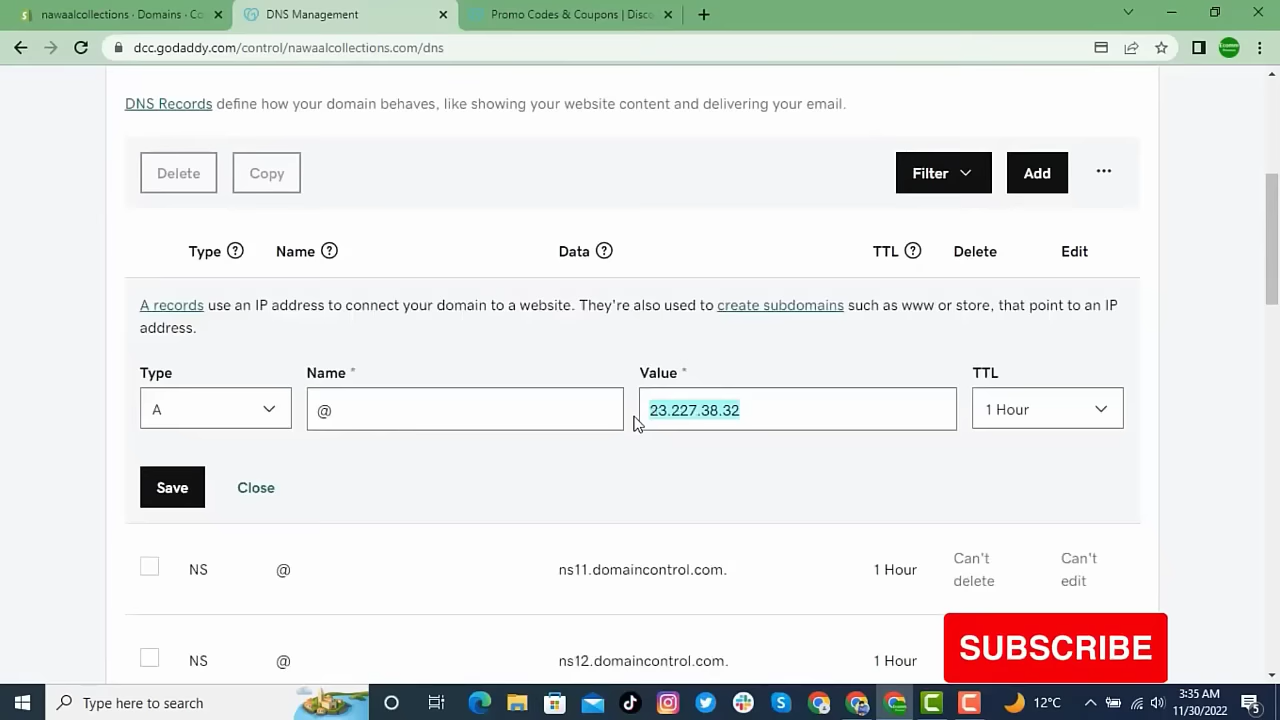 nawaalcollections · Domains · Co
DNS Management
Promo Codes & Coupons | Disco
dcc.godaddy.com/control/nawaalcollections.com/dns
DNS Records define how your domain behaves, like showing your website content and delivering your email.
Delete Copy Filter Add
Type Name Data TTL Delete Edit
A records use an IP address to connect your domain to a website. They're also used to create subdomains such as www or store, that point to an IP
address.
Type Name * Value * TTL
A @ 23.227.38.32 1 Hour
Save Close
NS @ ns11.domaincontrol.com. 1 Hour Can't delete Can't edit
NS @ ns12.domaincontrol.com. 1 Hour
SUBSCRIBE
Type here to search
12°C
3:35 AM
11/30/2022
5